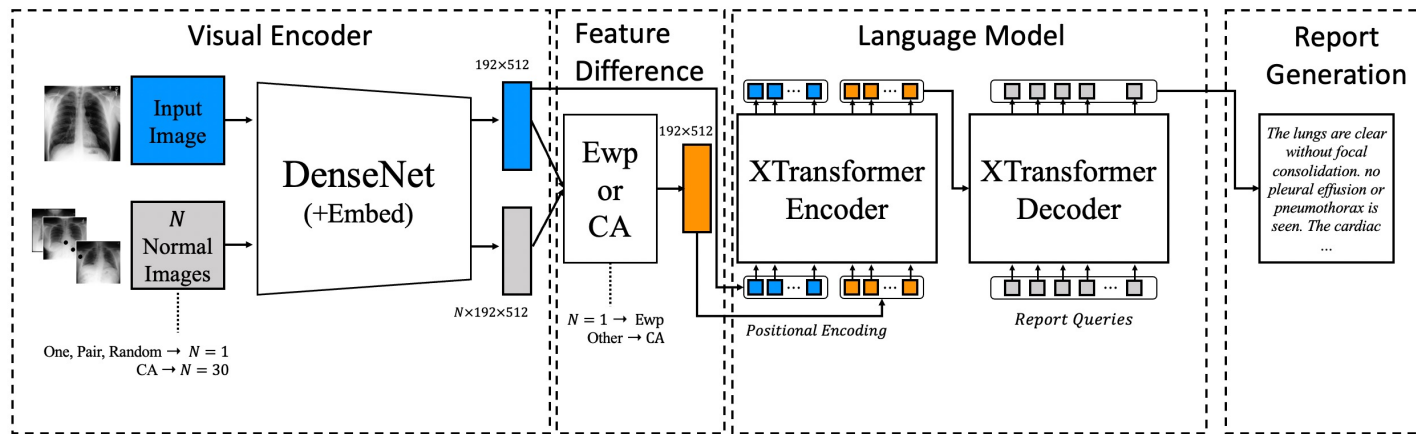 Visual Encoder
Input
Image
N
Normal
Images
One, Pair, Random → N = 1
CA → N = 30
DenseNet
(+Embed)
192×512
N×192×512
Feature
Difference
Ewp
or
CA
192×512
N = 1 → Ewp
Other → CA
Language Model
...
...
XTransformer
Encoder
...
...
Positional Encoding
XTransformer
Decoder
...
Report Queries
Report
Generation
The lungs are clear
without focal
consolidation. no
pleural effusion or
pneumothorax is
seen. The cardiac
...